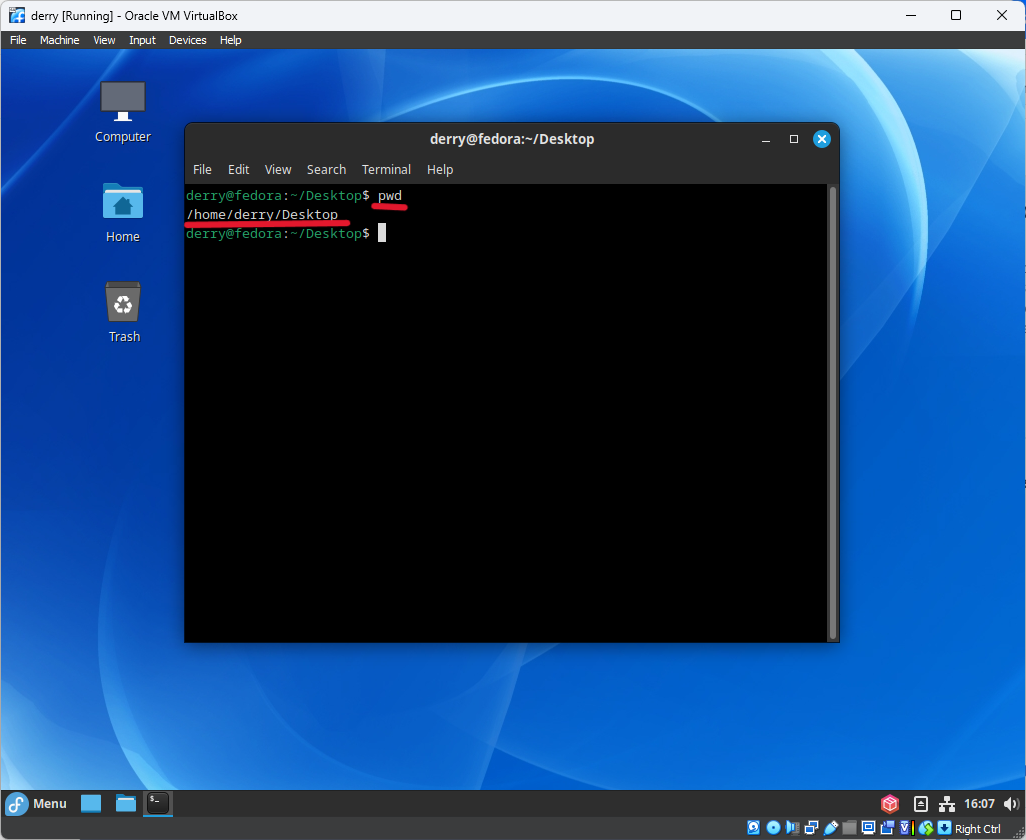 derry [Running] - Oracle VM VirtualBox
File Machine View Input Devices Help
Computer
Home
Trash
derry@fedora:~/Desktop
File Edit View Search Terminal Help
derry@fedora:~/Desktop$ pwd
/home/derry/Desktop
derry@fedora:~/Desktop$
Menu
16:07
Right Ctrl